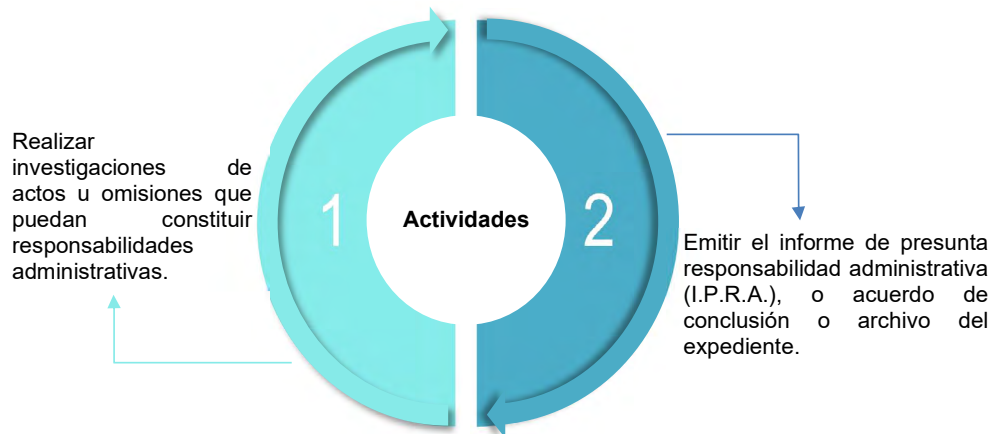 Realizar
investigaciones de
actos u omisiones que
puedan constituir
responsabilidades
administrativas.
1
Actividades
2
Emitir el informe de presunta
responsabilidad administrativa
(I.P.R.A.), o acuerdo de
conclusión o archivo del
expediente.